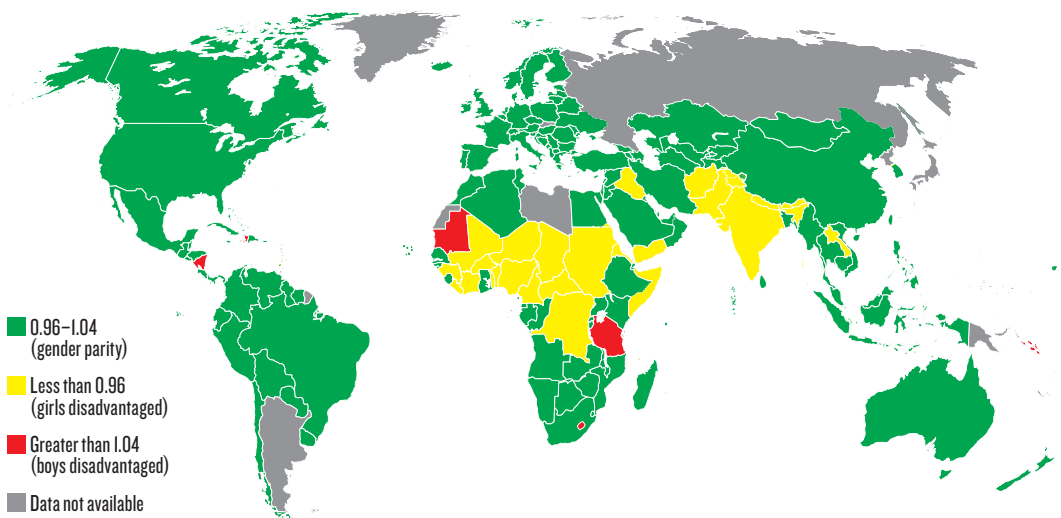 0.96–1.04
(gender parity)
Less than 0.96
(girls disadvantaged)
Greater than 1.04
(boys disadvantaged)
Data not available